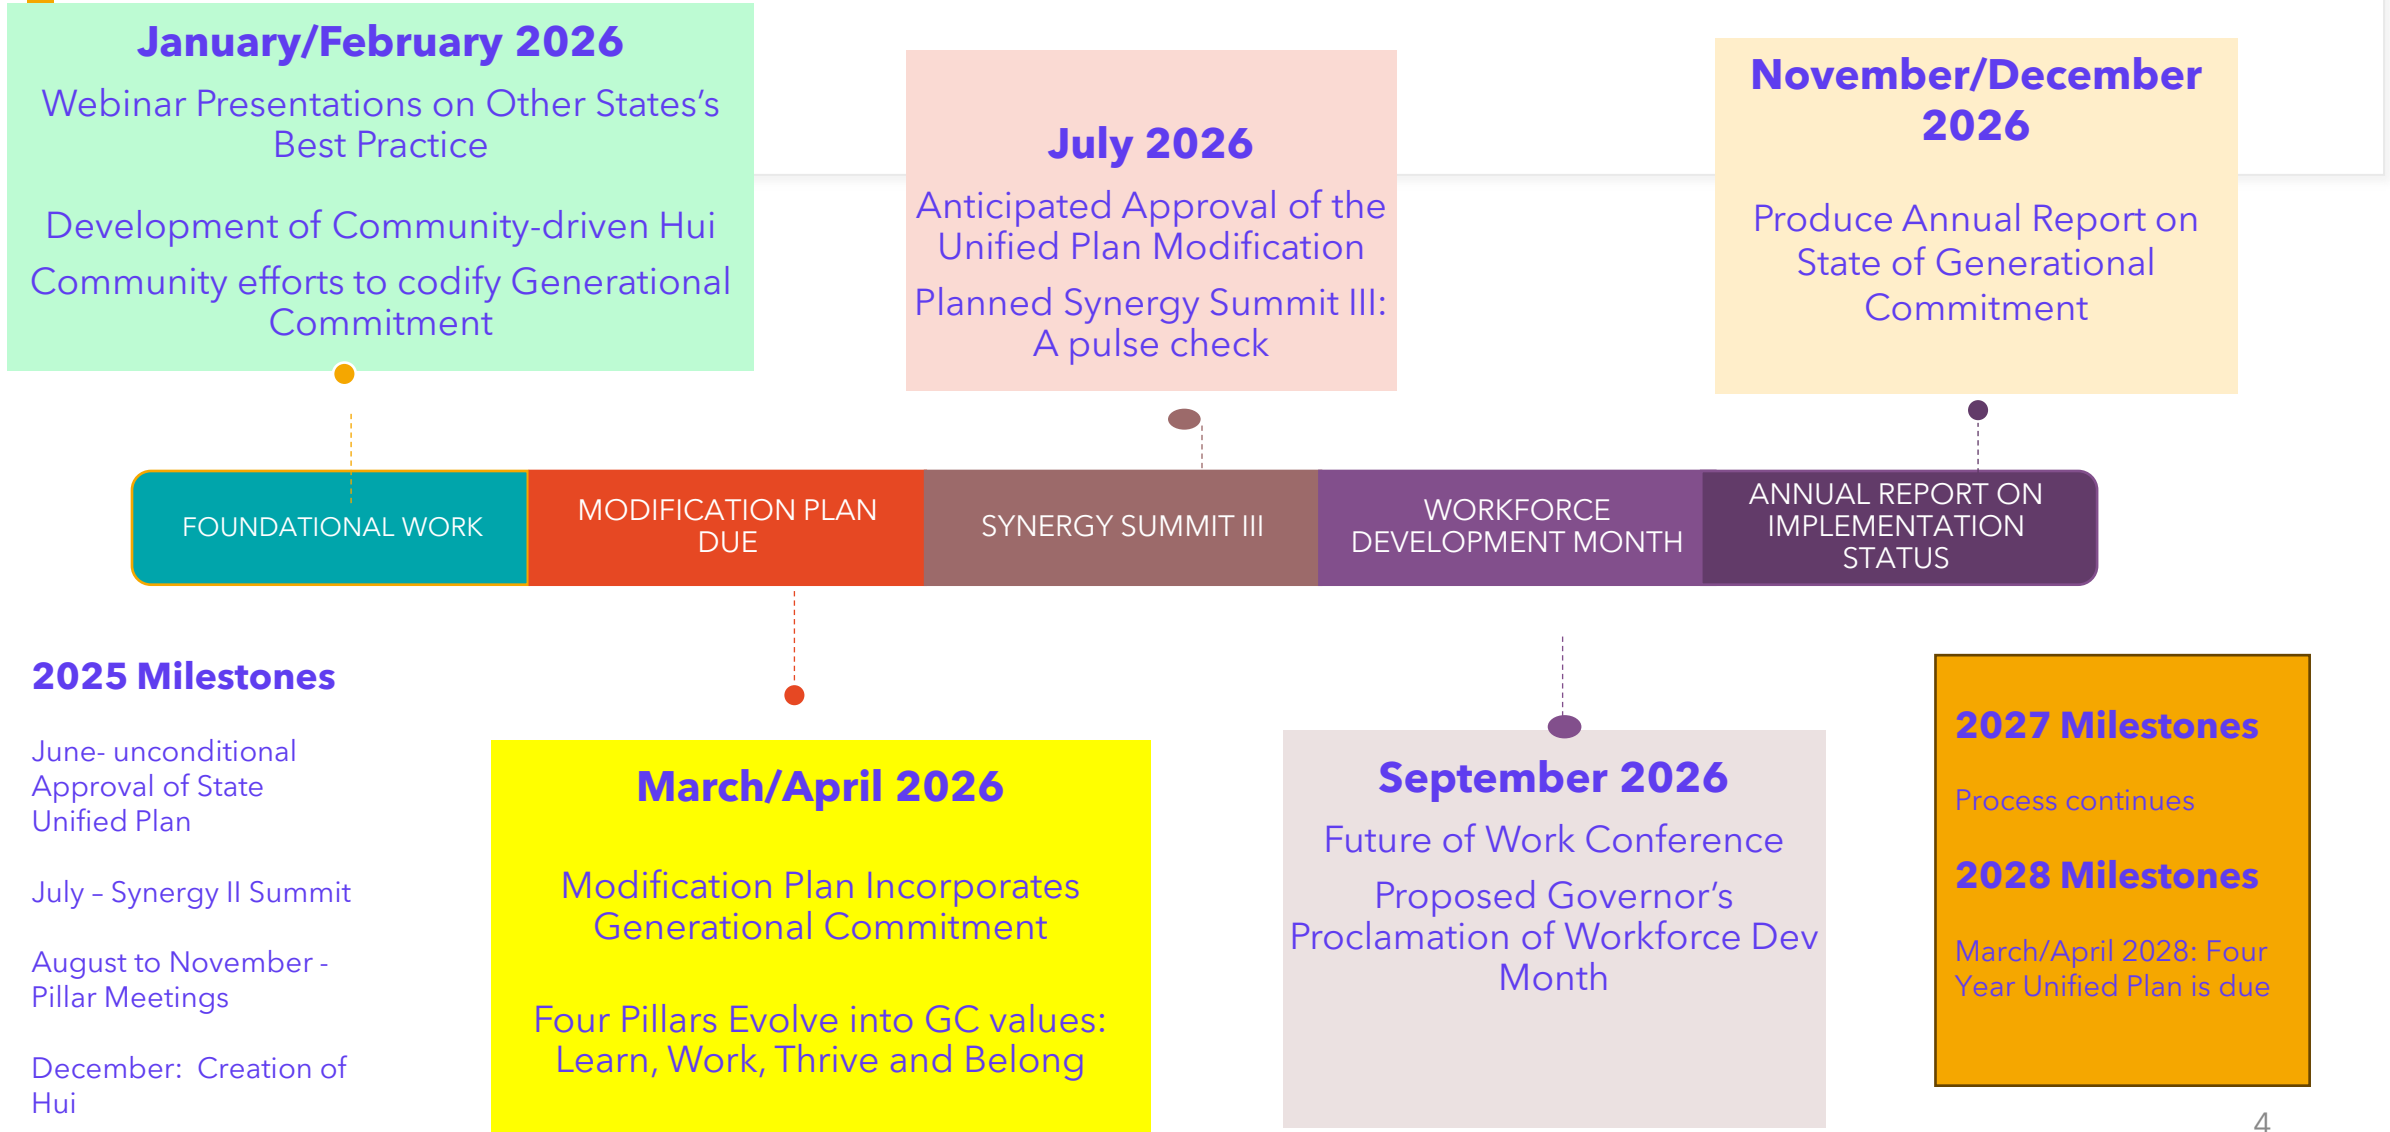 January/February 2026
Webinar Presentations on Other States's
Best Practice
Development of Community-driven Hui
Community efforts to codify Generational
Commitment
July 2026
Anticipated Approval of the
Unified Plan Modification
Planned Synergy Summit III:
A pulse check
November/December
2026
Produce Annual Report on
State of Generational
Commitment
FOUNDATIONAL WORK
MODIFICATION PLAN
DUE
SYNERGY SUMMIT III
WORKFORCE
DEVELOPMENT MONTH
ANNUAL REPORT ON
IMPLEMENTATION
STATUS
2025 Milestones
June- unconditional
Approval of State
Unified Plan
July – Synergy II Summit
August to November -
Pillar Meetings
December:  Creation of
Hui
March/April 2026
Modification Plan Incorporates
Generational Commitment
Four Pillars Evolve into GC values:
Learn, Work, Thrive and Belong
September 2026
Future of Work Conference
Proposed Governor’s
Proclamation of Workforce Dev
Month
2027 Milestones
Process continues
2028 Milestones
March/April 2028: Four
Year Unified Plan is due
4